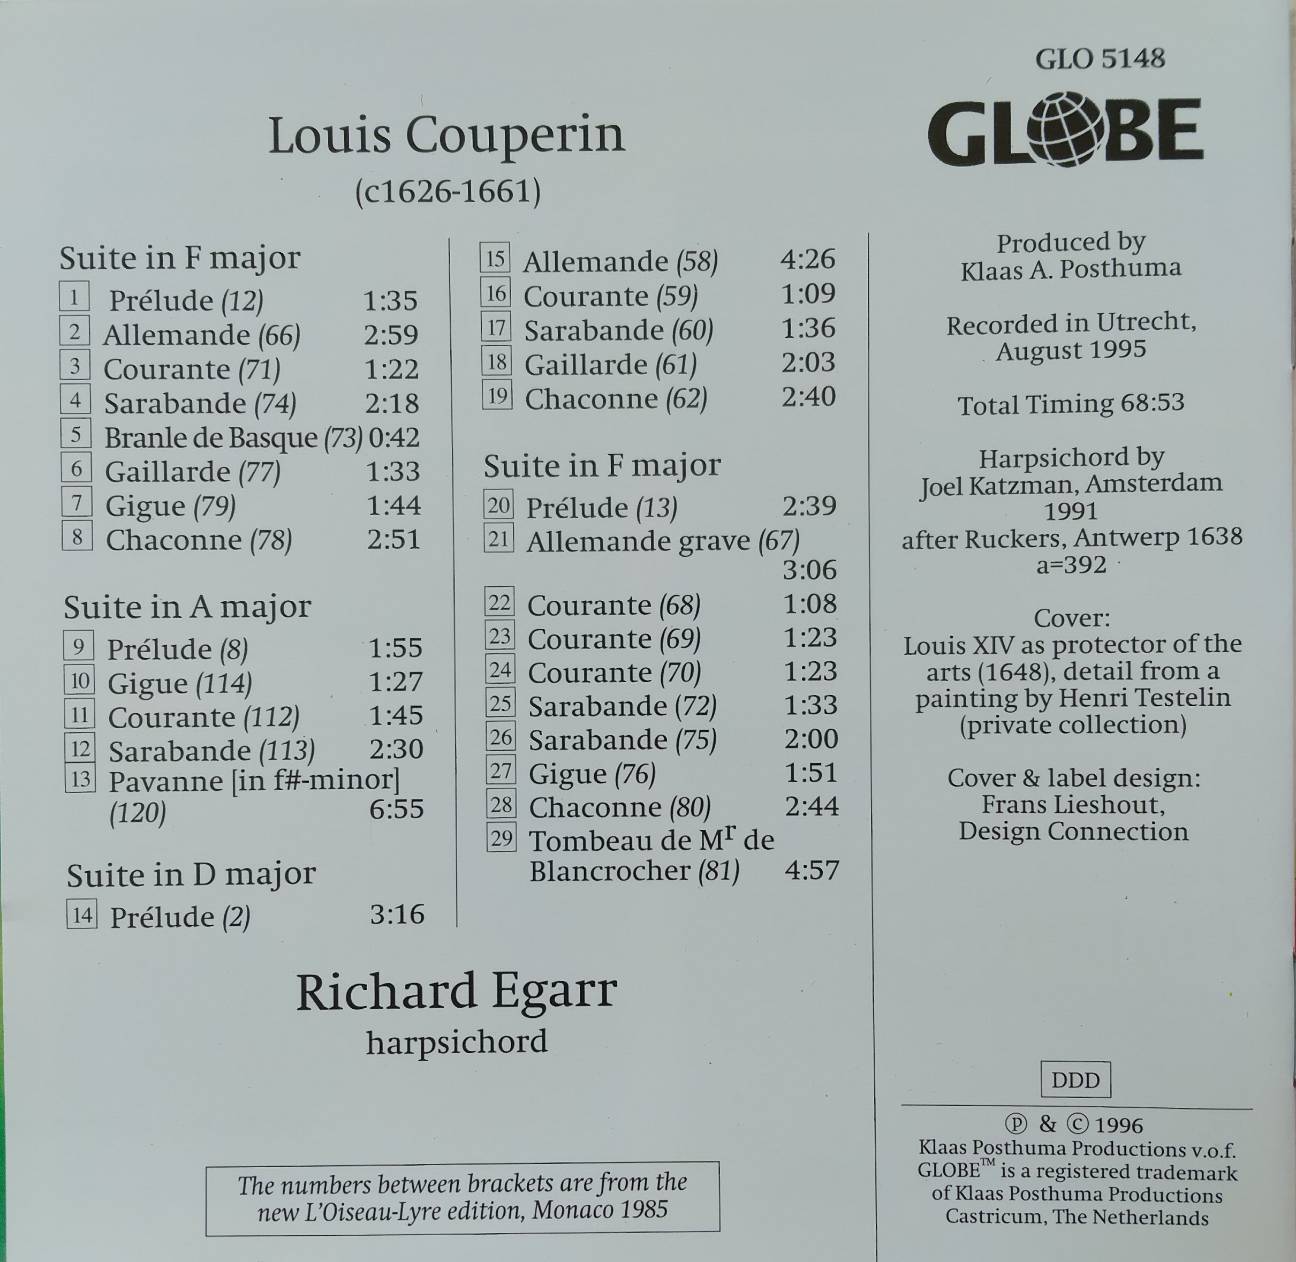 Louis Couperin
(c1626-1661)
Suite in F major
1 Prélude (12) 1:35
2 Allemande (66) 2:59
3 Courante (71) 1:22
4 Sarabande (74) 2:18
5 Branle de Basque (73) 0:42
6 Gaillarde (77) 1:33
7 Gigue (79) 1:44
8 Chaconne (78) 2:51
Suite in A major
9 Prélude (8) 1:55
10 Gigue (114) 1:27
11 Courante (112) 1:45
12 Sarabande (113) 2:30
13 Pavanne [in f#-minor]
(120) 6:55
Suite in D major
14 Prélude (2) 3:16
15 Allemande (58) 4:26
16 Courante (59) 1:09
17 Sarabande (60) 1:36
18 Gaillarde (61) 2:03
19 Chaconne (62) 2:40
Suite in F major
20 Prélude (13) 2:39
21 Allemande grave (67)
3:06
22 Courante (68) 1:08
23 Courante (69) 1:23
24 Courante (70) 1:23
25 Sarabande (72) 1:33
26 Sarabande (75) 2:00
27 Gigue (76) 1:51
28 Chaconne (80) 2:44
29 Tombeau de Mr de
Blancrocher (81) 4:57
Richard Egarr
harpsichord
The numbers between brackets are from the
new L'Oiseau-Lyre edition, Monaco 1985
GLO 5148
GLOBE
Produced by
Klaas A. Posthuma
Recorded in Utrecht,
August 1995
Total Timing 68:53
Harpsichord by
Joel Katzman, Amsterdam
1991
after Ruckers, Antwerp 1638
a=392
Cover:
Louis XIV as protector of the
arts (1648), detail from a
painting by Henri Testelin
(private collection)
Cover & label design:
Frans Lieshout,
Design Connection
DDD
℗ & © 1996
Klaas Posthuma Productions v.o.f.
GLOBE™ is a registered trademark
of Klaas Posthuma Productions
Castricum, The Netherlands